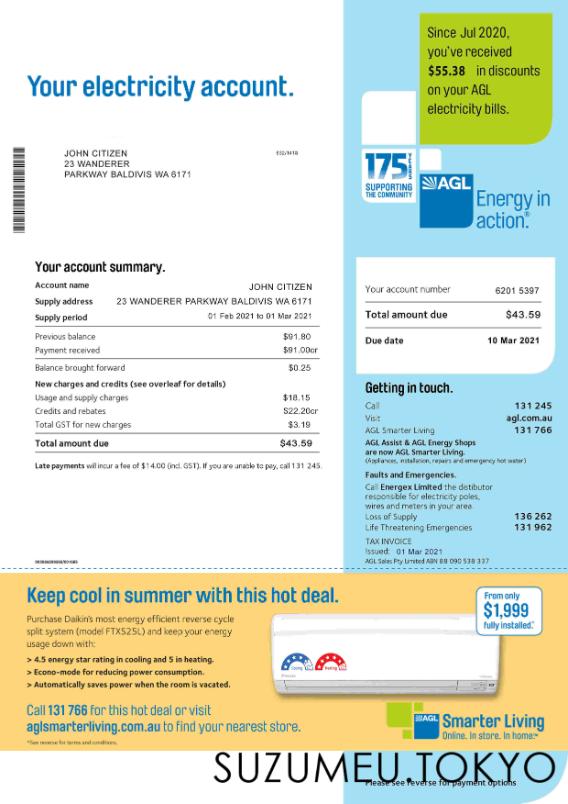 Since Jul 2020,
you've received
$55.38 in discounts
on your AGL
electricity bills.
Your electricity account.
JOHN CITIZEN
23 WANDERER
PARKWAY BALDIVIS WA 6171
175 YEARS
SUPPORTING
THE COMMUNITY
AGL
Energy in
action.®
Your account summary.
Account name JOHN CITIZEN
Supply address 23 WANDERER PARKWAY BALDIVIS WA 6171
Supply period 01 Feb 2021 to 01 Mar 2021
Previous balance $91.80
Payment received $91.00cr
Balance brought forward $0.25
New charges and credits (see overleaf for details)
Usage and supply charges $18.15
Credits and rebates $22.20cr
Total GST for new charges $3.19
Total amount due $43.59
Late payments will incur a fee of $14.00 (incl. GST). If you are unable to pay, call 131 245.
Your account number 6201 5397
Total amount due $43.59
Due date 10 Mar 2021
Getting in touch.
Call 131 245
Visit agl.com.au
AGL Smarter Living 131 766
AGL Assist & AGL Energy Shops
are now AGL Smarter Living.
(Appliances, installation, repairs and emergency hot water)
Faults and Emergencies.
Call Energex Limited the distibutor
responsible for electricity poles,
wires and meters in your area.
Loss of Supply 136 262
Life Threatening Emergencies 131 962
TAX INVOICE
Issued: 01 Mar 2021
AGL Sales Pty Limited ABN 88 090 538 337
Keep cool in summer with this hot deal.
Purchase Daikin's most energy efficient reverse cycle
split system (model FTXS25L) and keep your energy
usage down with:
> 4.5 energy star rating in cooling and 5 in heating.
> Econo-mode for reducing power consumption.
> Automatically saves power when the room is vacated.
Call 131 766 for this hot deal or visit
aglsmarterliving.com.au to find your nearest store.
*See reverse for terms and conditions.
From only
$1,999
fully installed.*
Cooling
Heating
AGL
Smarter Living
Online. In store. In home.™
SUZUMEU.TOKYO
Please see reverse for payment options